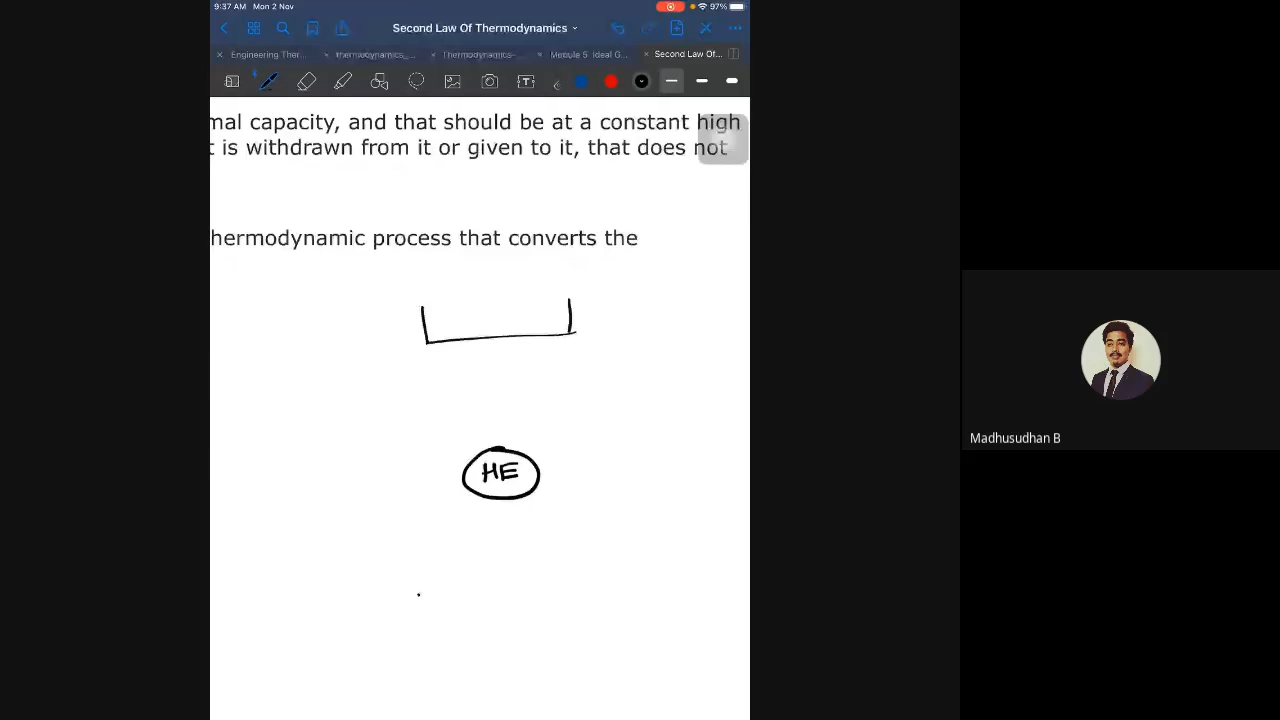 9:37 AM Mon 2 Nov
97%
Second Law Of Thermodynamics
Engineering Ther...
thermodynamics_...
Thermodynamics-...
Module 5 Ideal G...
Second Law Of...
mal capacity, and that should be at a constant high
t is withdrawn from it or given to it, that does not
hermodynamic process that converts the
HE
Madhusudhan B